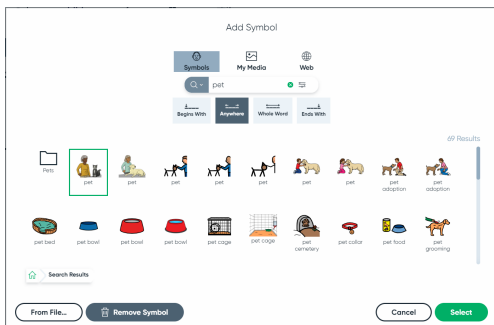 Add Symbol
Symbols My Media Web
pet
Begins With Anywhere Whole Word Ends With
69 Results
Pets pet pet pet pet pet pet pet pet adoption pet adoption
pet bed pet bowl pet bowl pet bowl pet cage pet cage pet cemetery pet collar pet food pet grooming
Search Results
From File... Remove Symbol Cancel Select